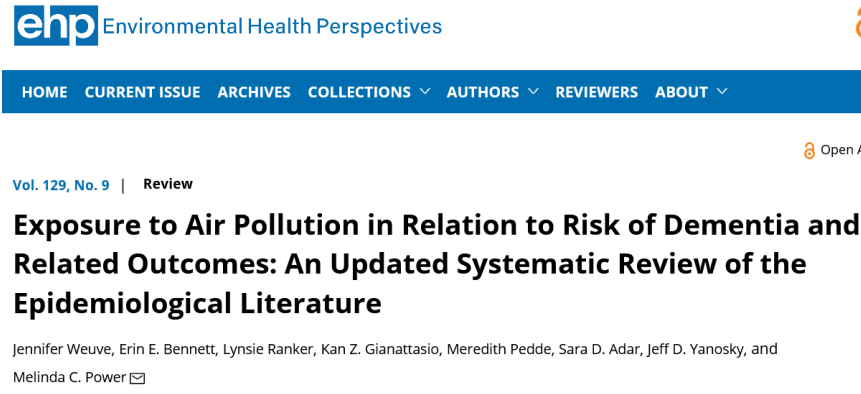 ehp Environmental Health Perspectives
HOME CURRENT ISSUE ARCHIVES COLLECTIONS AUTHORS REVIEWERS ABOUT
Open A
Vol. 129, No. 9 | Review
Exposure to Air Pollution in Relation to Risk of Dementia and
Related Outcomes: An Updated Systematic Review of the
Epidemiological Literature
Jennifer Weuve, Erin E. Bennett, Lynsie Ranker, Kan Z. Gianattasio, Meredith Pedde, Sara D. Adar, Jeff D. Yanosky, and
Melinda C. Power